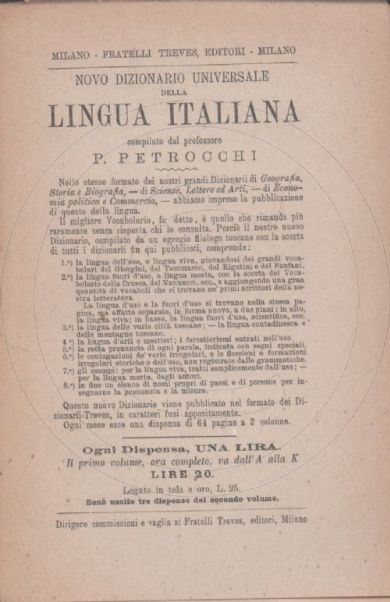 MILANO - FRATELLI TREVES, EDITORI - MILANO
NOVO DIZIONARIO UNIVERSALE
DELLA
LINGUA ITALIANA
compilato dal professore
P. PETROCCHI
Nello stesso formato dei nostri grandi Dizionarii di Geografia,
Storia e Biografia, — di Scienze, Lettere ed Arti, — di Econo-
mia politica e Commercio, — abbiamo impreso la pubblicazione
di questo della lingua.
Il migliore Vocabolario, fu detto, è quello che rimanda più
raramente senza risposta chi lo consulta. Perciò il nostro nuovo
Dizionario, compilato da un egregio filologo toscano con la scorta
di tutti i dizionarii fin qui pubblicati, comprende:
1.º) la lingua dell'uso, o lingua viva, giovandosi dei grandi voca-
bolari del Giorgini, del Tommaseo, del Rigutini e del Fanfani.
2.º) la lingua fuori d'uso, o lingua morta, con la scorta del Voca-
bolario della Crusca, del Nannucci, ecc., e aggiungendo una gran
quantità di vocaboli che si trovano ne' primi scrittori della no-
stra letteratura.
La lingua d'uso e la fuori d'uso si trovano nella stessa pa-
gina, ma affatto separate, in forma nuova, a due piani: in alto,
la lingua viva; in basso, la lingua fuori d'uso, scientifica, ecc.
3.º) la lingua delle varie città toscane; — la lingua contadinesca e
delle montagne toscane.
4.º) la lingua d'arti e mestieri; i forestierismi entrati nell'uso.
5.º) la retta pronunzia di ogni parola, indicata con segni speciali.
6.º) le conjugazioni de' verbi irregolari, e le flessioni o formazioni
irregolari storiche o dell'uso, non registrate dalle grammatiche.
7.º) gli esempi: per la lingua viva, tratti semplicemente dall'uso; —
per la lingua morta, dagli autori.
8.º) in fine un elenco di nomi propri di paesi e di persone per in-
segnarne la pronunzia e la misura.
Questo nuovo Dizionario viene pubblicato nel formato dei Di-
zionarii-Treves, in caratteri fusi appositamente.
Ogni mese esce una dispensa di 64 pagine a 2 colonne.
Ogni Dispensa, UNA LIRA.
Il primo volume, ora completo, va dall'A alla K
LIRE 20.
Legato in tela e oro, L. 25.
Sono uscite tre dispense del secondo volume.
Dirigere commissioni e vaglia ai Fratelli Treves, editori, Milano